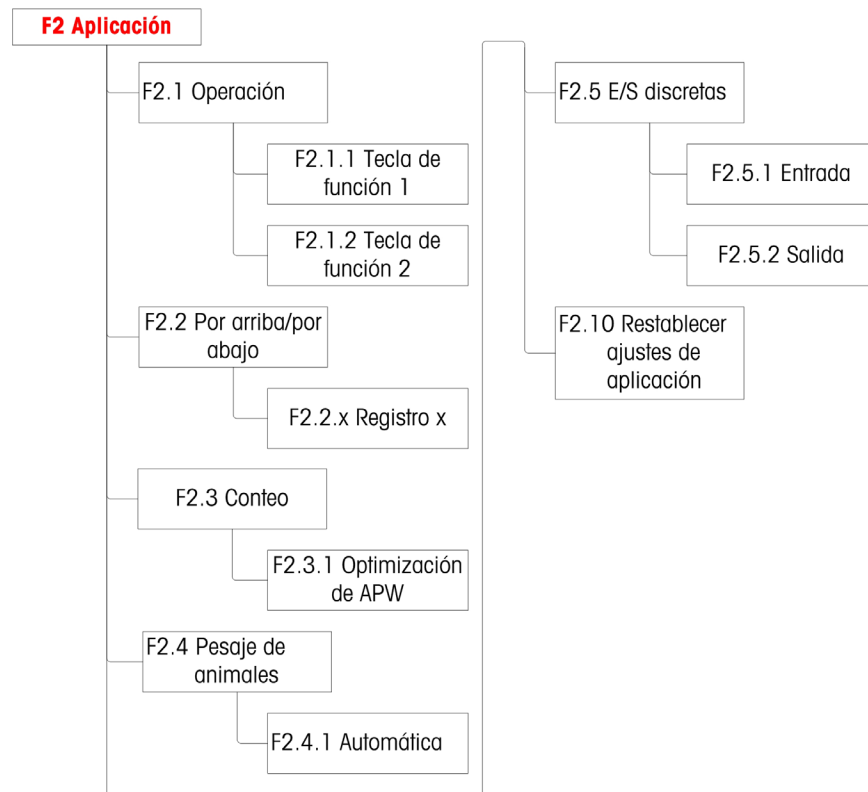 F2 Aplicación
F2.1 Operación
F2.1.1 Tecla de
función 1
F2.1.2 Tecla de
función 2
F2.2 Por arriba/por
abajo
F2.2.x Registro x
F2.3 Conteo
F2.3.1 Optimización
de APW
F2.4 Pesaje de
animales
F2.4.1 Automática
F2.5 E/S discretas
F2.5.1 Entrada
F2.5.2 Salida
F2.10 Restablecer
ajustes de
aplicación